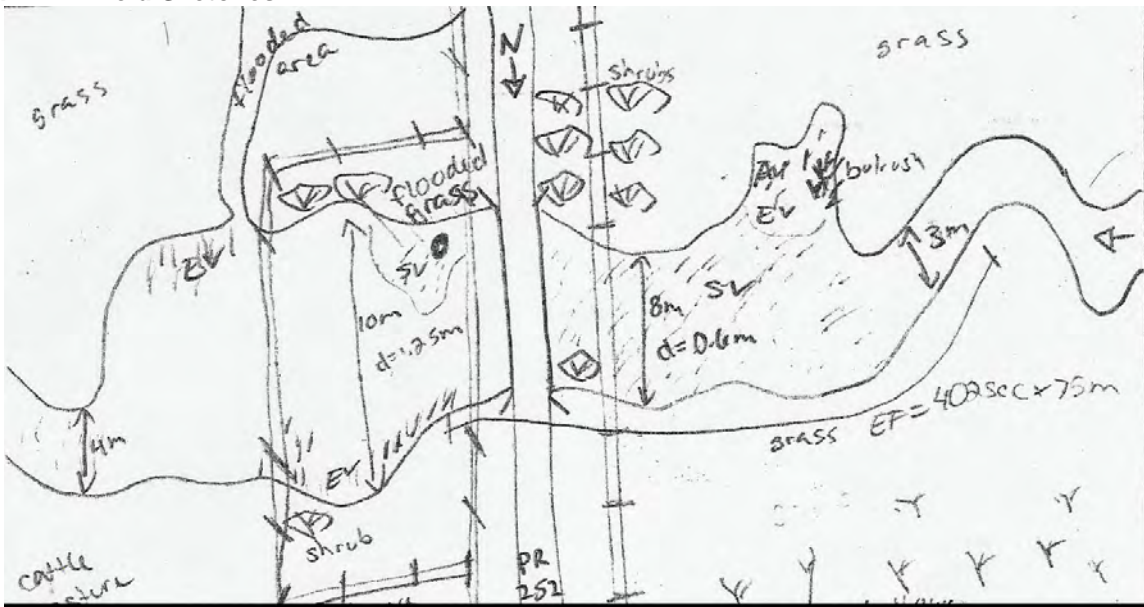 grass
flooded
area
N
shrubs
grass
flooded
grass
bulrush
EV
3m
EV
SV
SV
10m
d=1.25m
8m
d=0.6m
4m
EV
EF=402sec x 75m
grass
shrub
PR
252
cattle